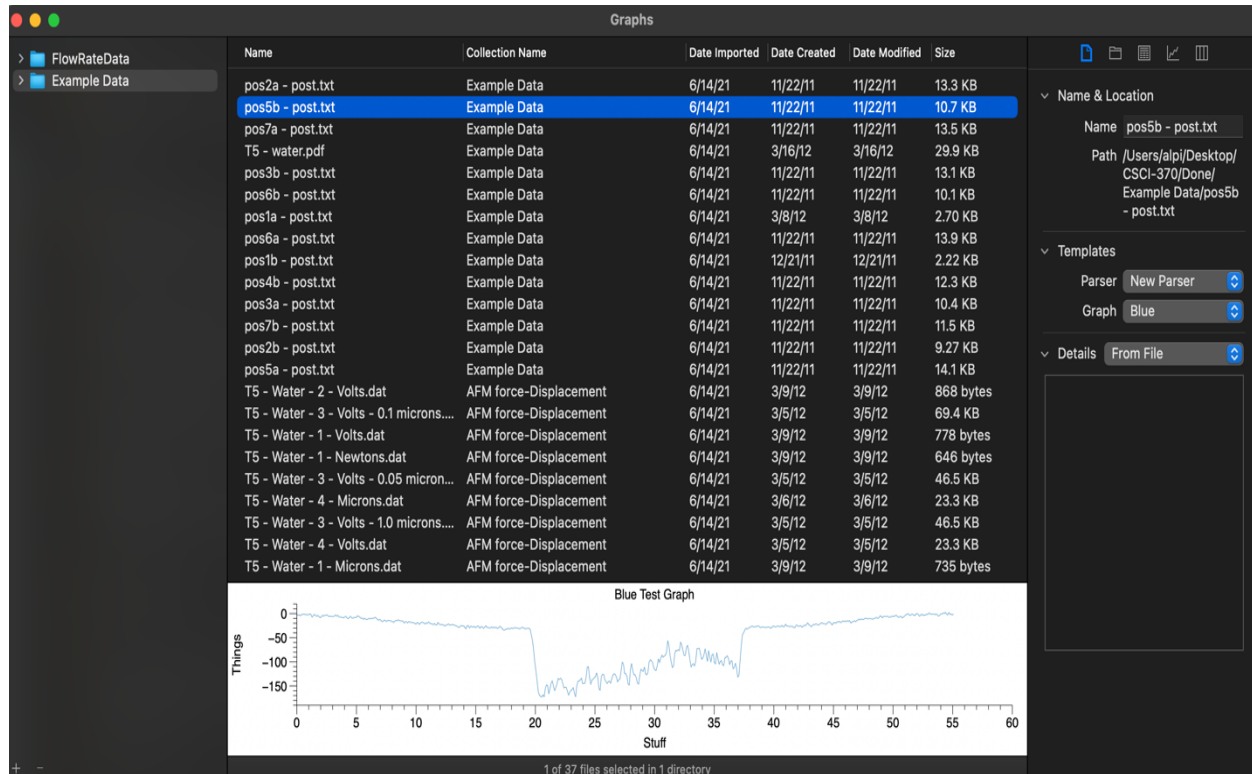 Graphs
FlowRateData
Example Data
Name Collection Name Date Imported Date Created Date Modified Size
pos2a - post.txt Example Data 6/14/21 11/22/11 11/22/11 13.3 KB
pos5b - post.txt Example Data 6/14/21 11/22/11 11/22/11 10.7 KB
pos7a - post.txt Example Data 6/14/21 11/22/11 11/22/11 13.5 KB
T5 - water.pdf Example Data 6/14/21 3/16/12 3/16/12 29.9 KB
pos3b - post.txt Example Data 6/14/21 11/22/11 11/22/11 13.1 KB
pos6b - post.txt Example Data 6/14/21 11/22/11 11/22/11 10.1 KB
pos1a - post.txt Example Data 6/14/21 3/8/12 3/8/12 2.70 KB
pos6a - post.txt Example Data 6/14/21 11/22/11 11/22/11 13.9 KB
pos1b - post.txt Example Data 6/14/21 12/21/11 12/21/11 2.22 KB
pos4b - post.txt Example Data 6/14/21 11/22/11 11/22/11 12.3 KB
pos3a - post.txt Example Data 6/14/21 11/22/11 11/22/11 10.4 KB
pos7b - post.txt Example Data 6/14/21 11/22/11 11/22/11 11.5 KB
pos2b - post.txt Example Data 6/14/21 11/22/11 11/22/11 9.27 KB
pos5a - post.txt Example Data 6/14/21 11/22/11 11/22/11 14.1 KB
T5 - Water - 2 - Volts.dat AFM force-Displacement 6/14/21 3/9/12 3/9/12 868 bytes
T5 - Water - 3 - Volts - 0.1 microns.... AFM force-Displacement 6/14/21 3/5/12 3/5/12 69.4 KB
T5 - Water - 1 - Volts.dat AFM force-Displacement 6/14/21 3/9/12 3/9/12 778 bytes
T5 - Water - 1 - Newtons.dat AFM force-Displacement 6/14/21 3/9/12 3/9/12 646 bytes
T5 - Water - 3 - Volts - 0.05 micron... AFM force-Displacement 6/14/21 3/5/12 3/5/12 46.5 KB
T5 - Water - 4 - Microns.dat AFM force-Displacement 6/14/21 3/6/12 3/6/12 23.3 KB
T5 - Water - 3 - Volts - 1.0 microns.... AFM force-Displacement 6/14/21 3/5/12 3/5/12 46.5 KB
T5 - Water - 4 - Volts.dat AFM force-Displacement 6/14/21 3/5/12 3/5/12 23.3 KB
T5 - Water - 1 - Microns.dat AFM force-Displacement 6/14/21 3/9/12 3/9/12 735 bytes
Blue Test Graph
Things
0
−50
−100
−150
0 5 10 15 20 25 30 35 40 45 50 55 60
Stuff
1 of 37 files selected in 1 directory
Name & Location
Name pos5b - post.txt
Path /Users/alpi/Desktop/
CSCI-370/Done/
Example Data/pos5b
- post.txt
Templates
Parser New Parser
Graph Blue
Details From File